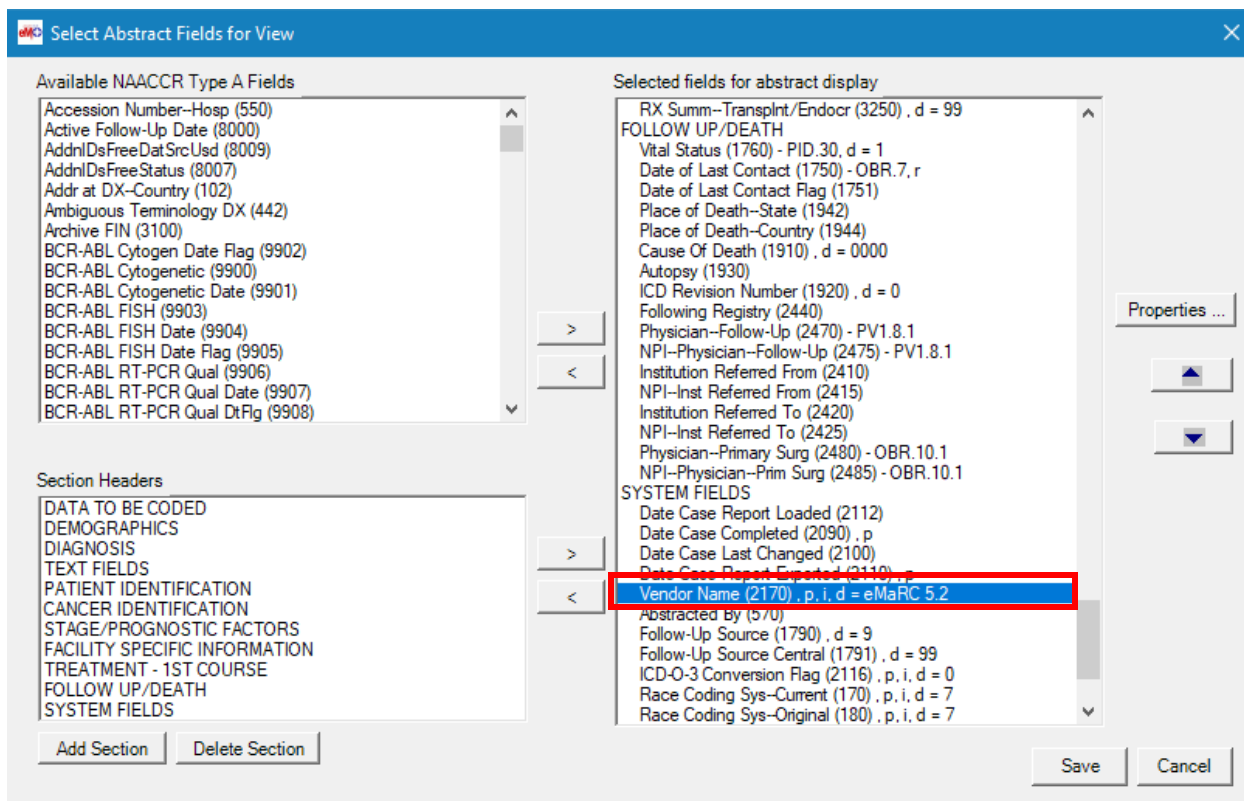 eMC+ Select Abstract Fields for View
Available NAACCR Type A Fields
Accession Number--Hosp (550)
Active Follow-Up Date (8000)
AddnIDsFreeDatSrcUsd (8009)
AddnIDsFreeStatus (8007)
Addr at DX--Country (102)
Ambiguous Terminology DX (442)
Archive FIN (3100)
BCR-ABL Cytogen Date Flag (9902)
BCR-ABL Cytogenetic (9900)
BCR-ABL Cytogenetic Date (9901)
BCR-ABL FISH (9903)
BCR-ABL FISH Date (9904)
BCR-ABL FISH Date Flag (9905)
BCR-ABL RT-PCR Qual (9906)
BCR-ABL RT-PCR Qual Date (9907)
BCR-ABL RT-PCR Qual DtFlg (9908)
>
<
Section Headers
DATA TO BE CODED
DEMOGRAPHICS
DIAGNOSIS
TEXT FIELDS
PATIENT IDENTIFICATION
CANCER IDENTIFICATION
STAGE/PROGNOSTIC FACTORS
FACILITY SPECIFIC INFORMATION
TREATMENT - 1ST COURSE
FOLLOW UP/DEATH
SYSTEM FIELDS
>
<
Add Section
Delete Section
Selected fields for abstract display
RX Summ--Transplnt/Endocr (3250) , d = 99
FOLLOW UP/DEATH
Vital Status (1760) - PID.30, d = 1
Date of Last Contact (1750) - OBR.7, r
Date of Last Contact Flag (1751)
Place of Death--State (1942)
Place of Death--Country (1944)
Cause Of Death (1910) , d = 0000
Autopsy (1930)
ICD Revision Number (1920) , d = 0
Following Registry (2440)
Physician--Follow-Up (2470) - PV1.8.1
NPI--Physician--Follow-Up (2475) - PV1.8.1
Institution Referred From (2410)
NPI--Inst Referred From (2415)
Institution Referred To (2420)
NPI--Inst Referred To (2425)
Physician--Primary Surg (2480) - OBR.10.1
NPI--Physician--Prim Surg (2485) - OBR.10.1
SYSTEM FIELDS
Date Case Report Loaded (2112)
Date Case Completed (2090) , p
Date Case Last Changed (2100)
Date Case Report Exported (2110) , p
Vendor Name (2170) , p, i, d = eMaRC 5.2
Abstracted By (570)
Follow-Up Source (1790) , d = 9
Follow-Up Source Central (1791) , d = 99
ICD-O-3 Conversion Flag (2116) , p, i, d = 0
Race Coding Sys--Current (170) , p, i, d = 7
Race Coding Sys--Original (180) , p, i, d = 7
Properties ...
Save
Cancel